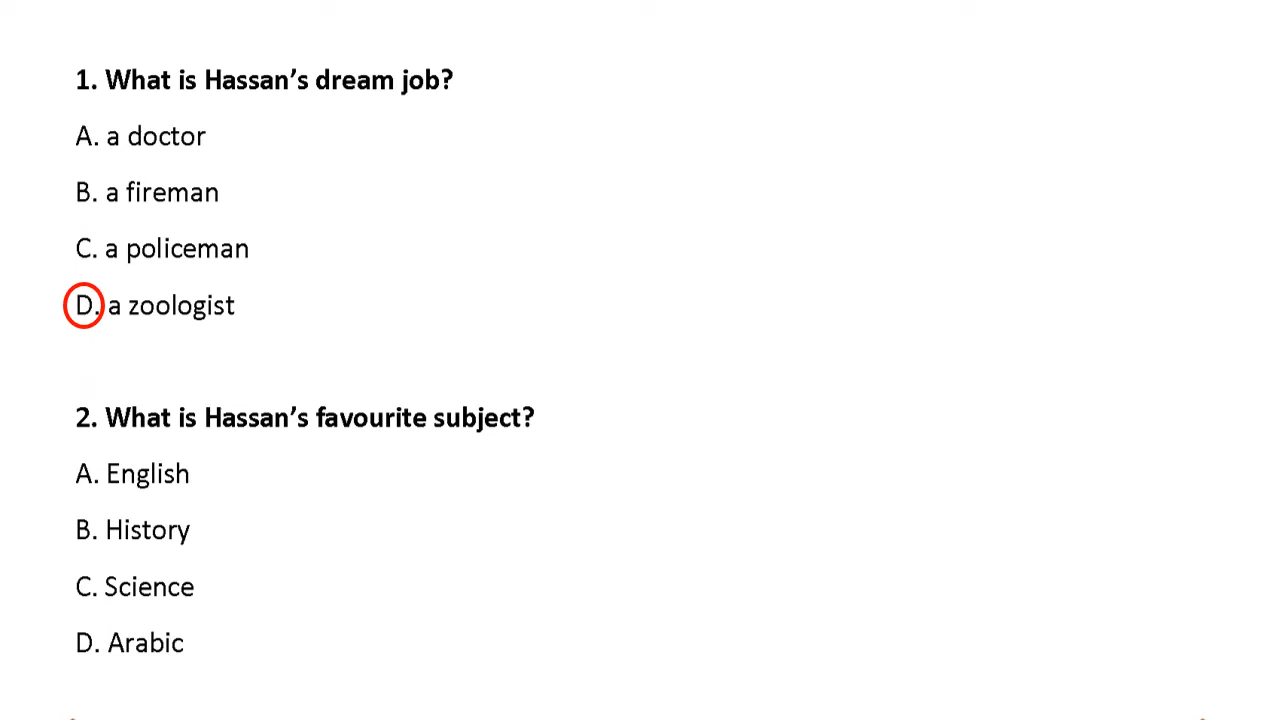 1. What is Hassan’s dream job?
A. a doctor
B. a fireman
C. a policeman
D. a zoologist
2. What is Hassan’s favourite subject?
A. English
B. History
C. Science
D. Arabic